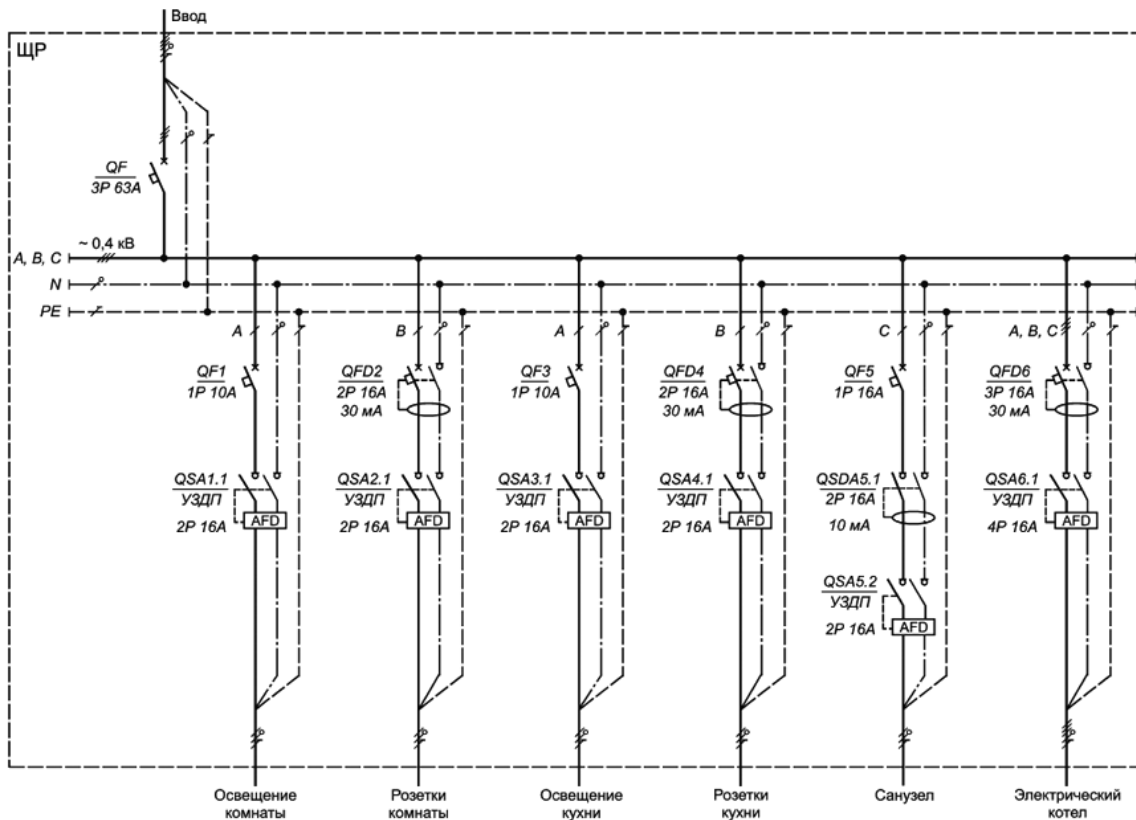 Ввод
ЩР
QF
3P 63A
~ 0,4 кВ
A, B, C
N
PE
A
B
A
B
C
A, B, C
QF1
1P 10A
QFD2
2P 16A
30 мА
QF3
1P 10A
QFD4
2P 16A
30 мА
QF5
1P 16A
QFD6
3P 16A
30 мА
QSA1.1
УЗДП
2P 16A
AFD
QSA2.1
УЗДП
2P 16A
AFD
QSA3.1
УЗДП
2P 16A
AFD
QSA4.1
УЗДП
2P 16A
AFD
QSDA5.1
2P 16A
10 мА
QSA6.1
УЗДП
4P 16A
AFD
QSA5.2
УЗДП
2P 16A
AFD
Освещение
комнаты
Розетки
комнаты
Освещение
кухни
Розетки
кухни
Санузел
Электрический
котел